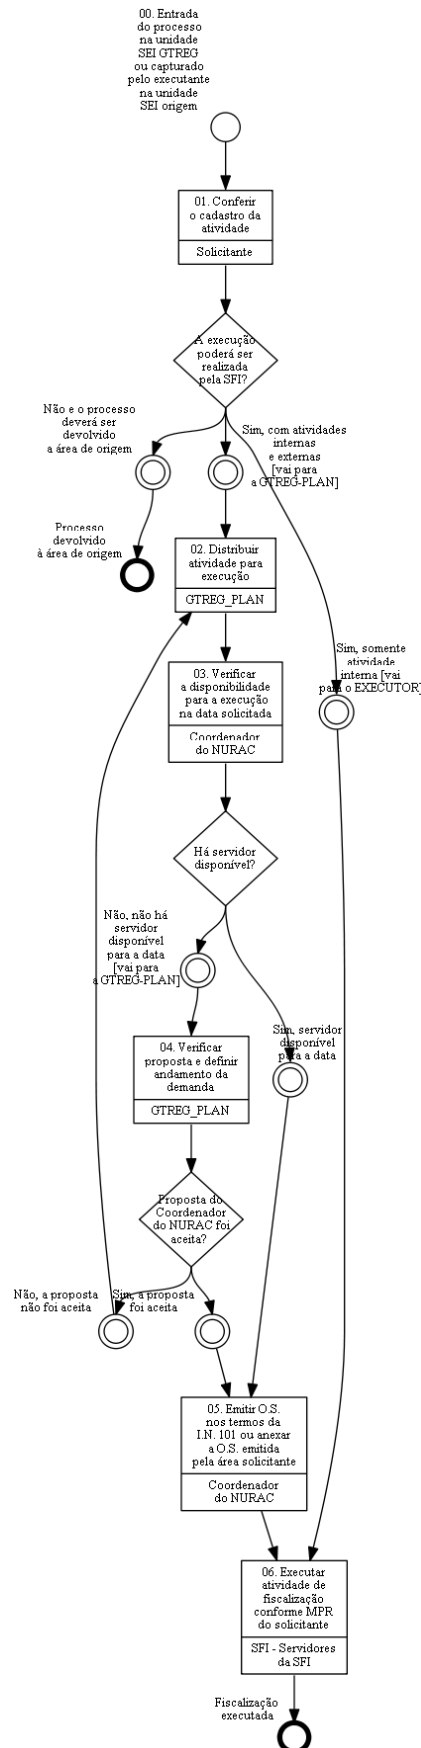 00. Entrada
do processo
na unidade
SEI GTREG
ou capturado
pelo executante
na unidade
SEI origem
01. Conferir
o cadastro da
atividade
Solicitante
A execução
poderá ser
realizada
pela SFI?
Não e o processo
deverá ser
devolvido
a área de origem
Sim, com atividades
internas
e externas
[vai para
a GTREG-PLAN]
Processo
devolvido
à área de origem
02. Distribuir
atividade para
execução
GTREG_PLAN
Sim, somente
atividade
interna [vai
para o EXECUTOR]
03. Verificar
a disponibilidade
para a execução
na data solicitada
Coordenador
do NURAC
Há servidor
disponível?
Não, não há
servidor
disponível
para a data
[vai para
a GTREG-PLAN]
Sim, servidor
disponível
para a data
04. Verificar
proposta e definir
andamento da
demanda
GTREG_PLAN
Proposta do
Coordenador
do NURAC foi
aceita?
Não, a proposta
não foi aceita
Sim, a proposta
foi aceita
05. Emitir O.S.
nos termos da
I.N. 101 ou anexar
a O.S. emitida
pela área solicitante
Coordenador
do NURAC
06. Executar
atividade de
fiscalização
conforme MPR
do solicitante
SFI - Servidores
da SFI
Fiscalização
executada